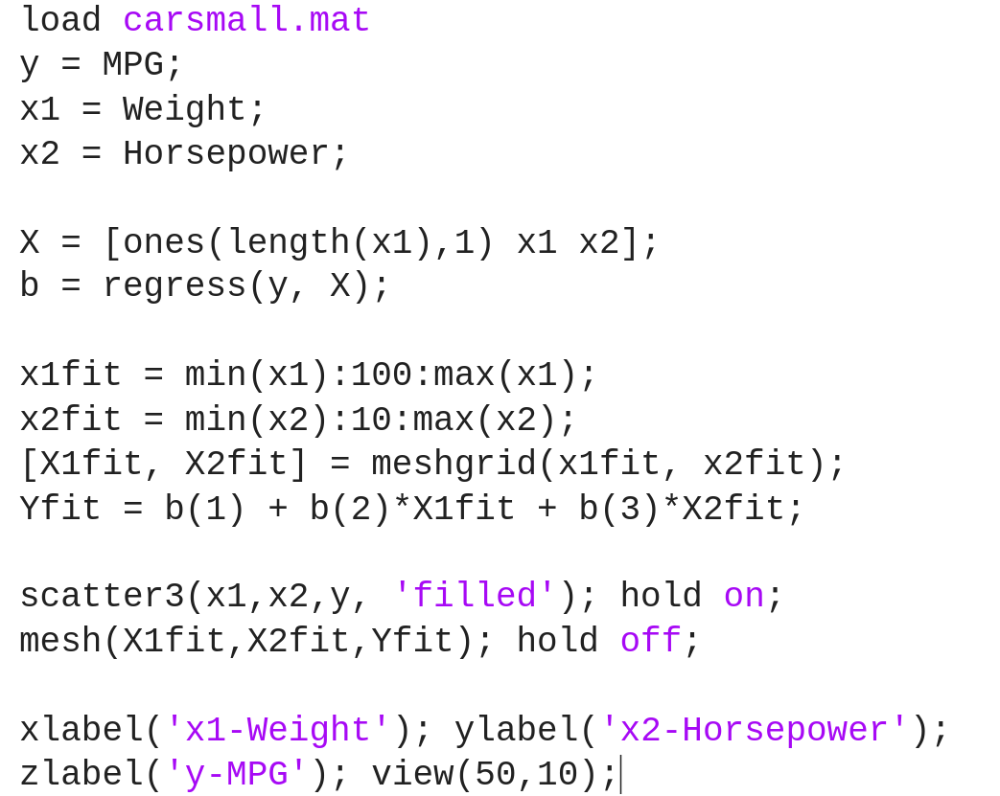 load carsmall.mat
y = MPG;
x1 = Weight;
x2 = Horsepower;
X = [ones(length(x1),1) x1 x2];
b = regress(y, X);
x1fit = min(x1):100:max(x1);
x2fit = min(x2):10:max(x2);
[X1fit, X2fit] = meshgrid(x1fit, x2fit);
Yfit = b(1) + b(2)*X1fit + b(3)*X2fit;
scatter3(x1,x2,y, 'filled'); hold on;
mesh(X1fit,X2fit,Yfit); hold off;
xlabel('x1-Weight'); ylabel('x2-Horsepower');
zlabel('y-MPG'); view(50,10);